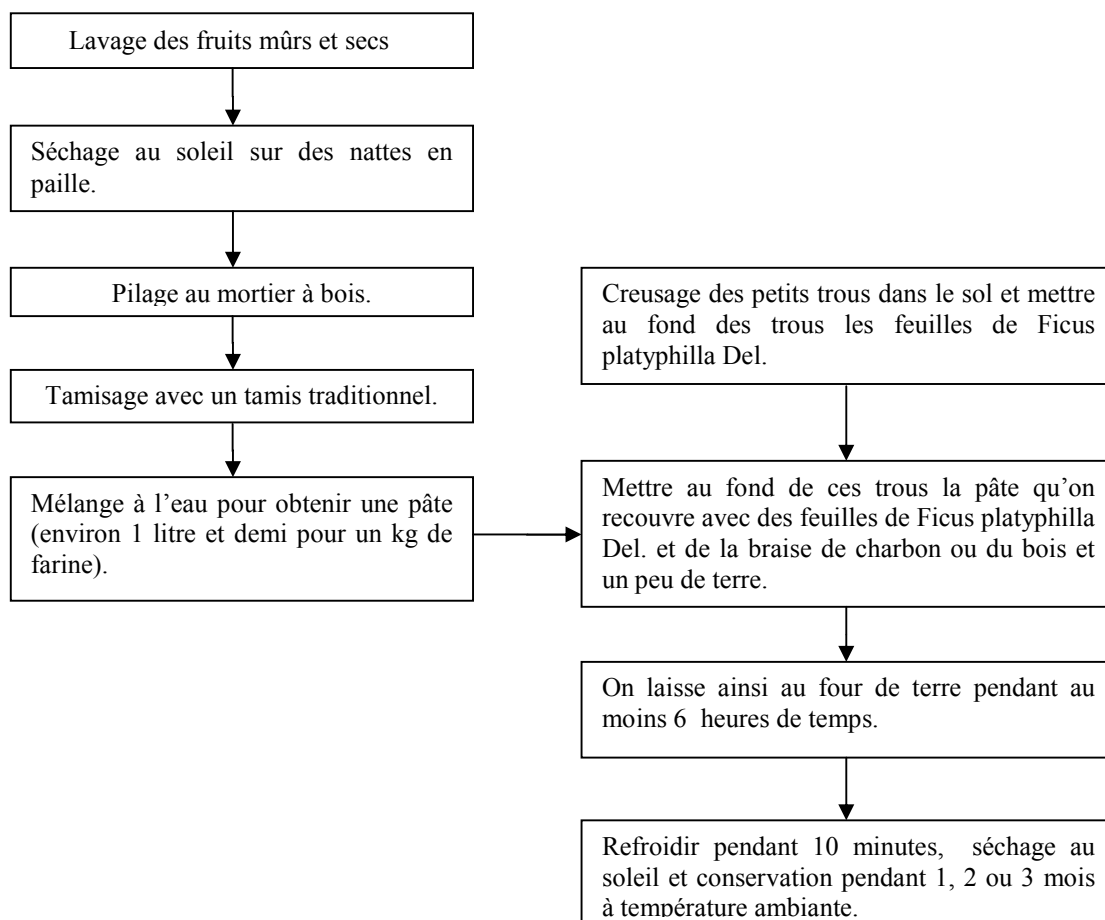 Lavage des fruits mûrs et secs
Séchage au soleil sur des nattes en
paille.
Pilage au mortier à bois.
Tamisage avec un tamis traditionnel.
Mélange à l’eau pour obtenir une pâte
(environ 1 litre et demi pour un kg de
farine).
Creusage des petits trous dans le sol et mettre
au fond des trous les feuilles de Ficus
platyphilla Del.
Mettre au fond de ces trous la pâte qu’on
recouvre avec des feuilles de Ficus platyphilla
Del. et de la braise de charbon ou du bois et
un peu de terre.
On laisse ainsi au four de terre pendant au
moins 6 heures de temps.
Refroidir pendant 10 minutes, séchage au
soleil et conservation pendant 1, 2 ou 3 mois
à température ambiante.